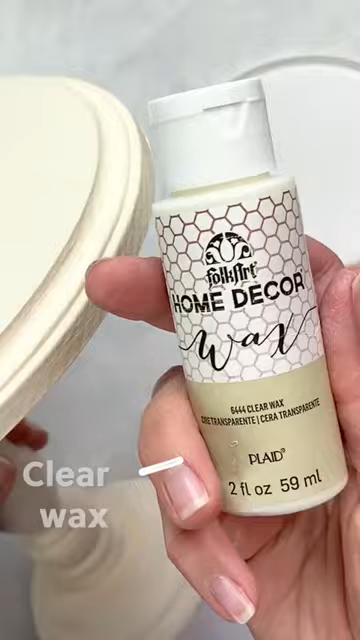 FolkArt®
HOME DECOR
wax
6444 CLEAR WAX
CIRE TRANSPARENTE | CERA TRANSPARENTE
PLAID®
2 fl oz 59 ml
Clear
wax